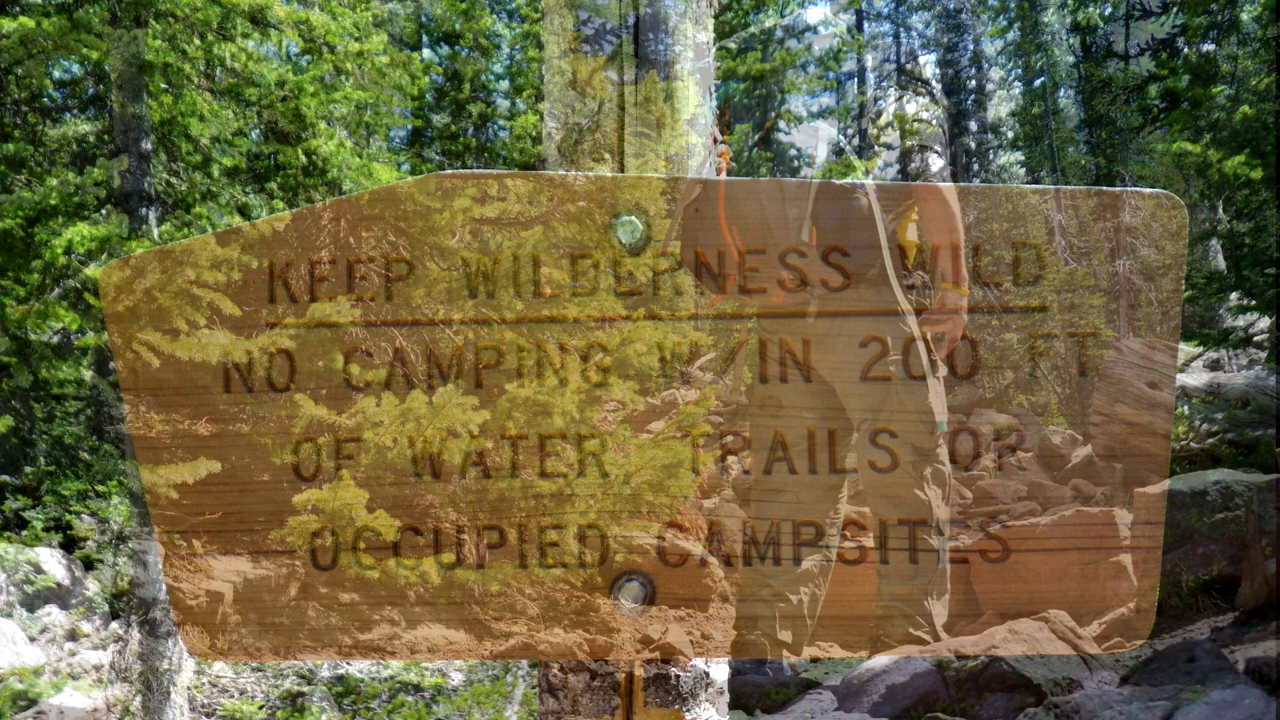 KEEP WILDERNESS WILD
NO CAMPING W/IN 200 FT
OF WATER, TRAILS OR
OCCUPIED CAMPSITES